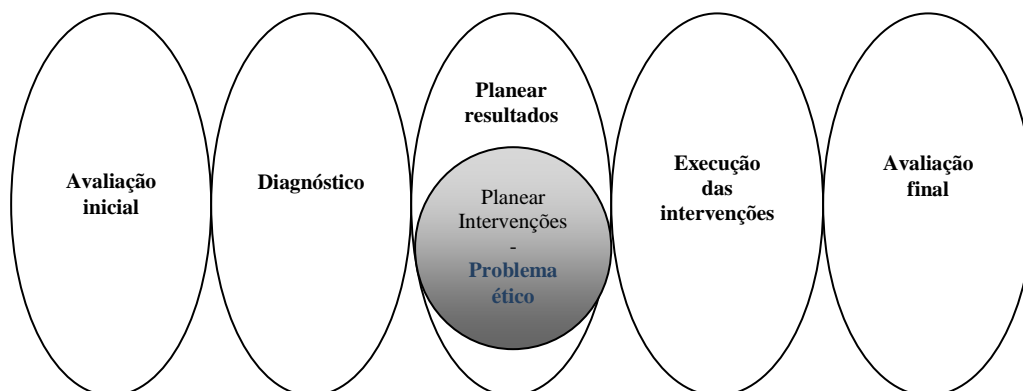 Avaliação
inicial
Diagnóstico
Planear
resultados
Planear
Intervenções
-
Problema
ético
Execução
das
intervenções
Avaliação
final